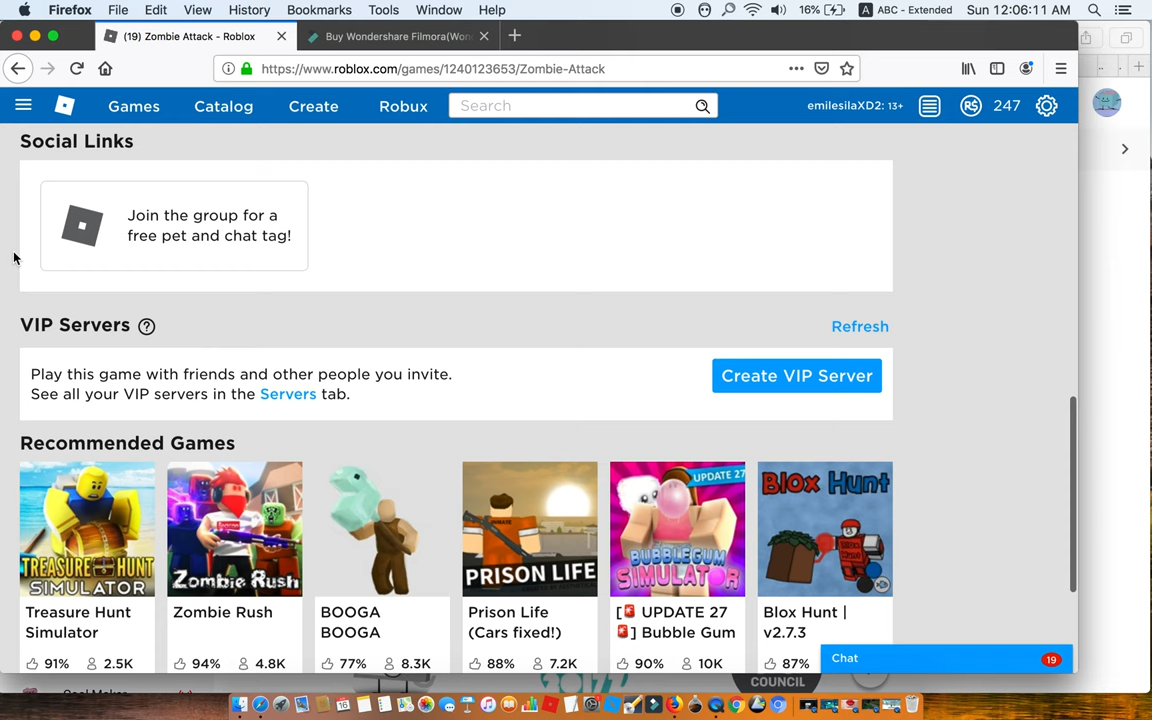 Firefox File Edit View History Bookmarks Tools Window Help 16% A ABC - Extended Sun 12:06:11 AM
(19) Zombie Attack - Roblox Buy Wondershare Filmora(Won
https://www.roblox.com/games/1240123653/Zombie-Attack
Games Catalog Create Robux Search emilesilaXD2: 13+ R$ 247
Social Links
Join the group for a
free pet and chat tag!
VIP Servers ? Refresh
Play this game with friends and other people you invite.
See all your VIP servers in the Servers tab.
Create VIP Server
Recommended Games
TREASURE HUNT
SIMULATOR
Zombie Rush
PRISON LIFE
UPDATE 27
BUBBLEGUM
SIMULATOR
Blox Hunt
Treasure Hunt
Simulator
Zombie Rush
BOOGA
BOOGA
Prison Life
(Cars fixed!)
[🚨 UPDATE 27
🚨] Bubble Gum
Blox Hunt |
v2.7.3
91% 2.5K 94% 4.8K 77% 8.3K 88% 7.2K 90% 10K 87%
Chat 19
COUNCIL